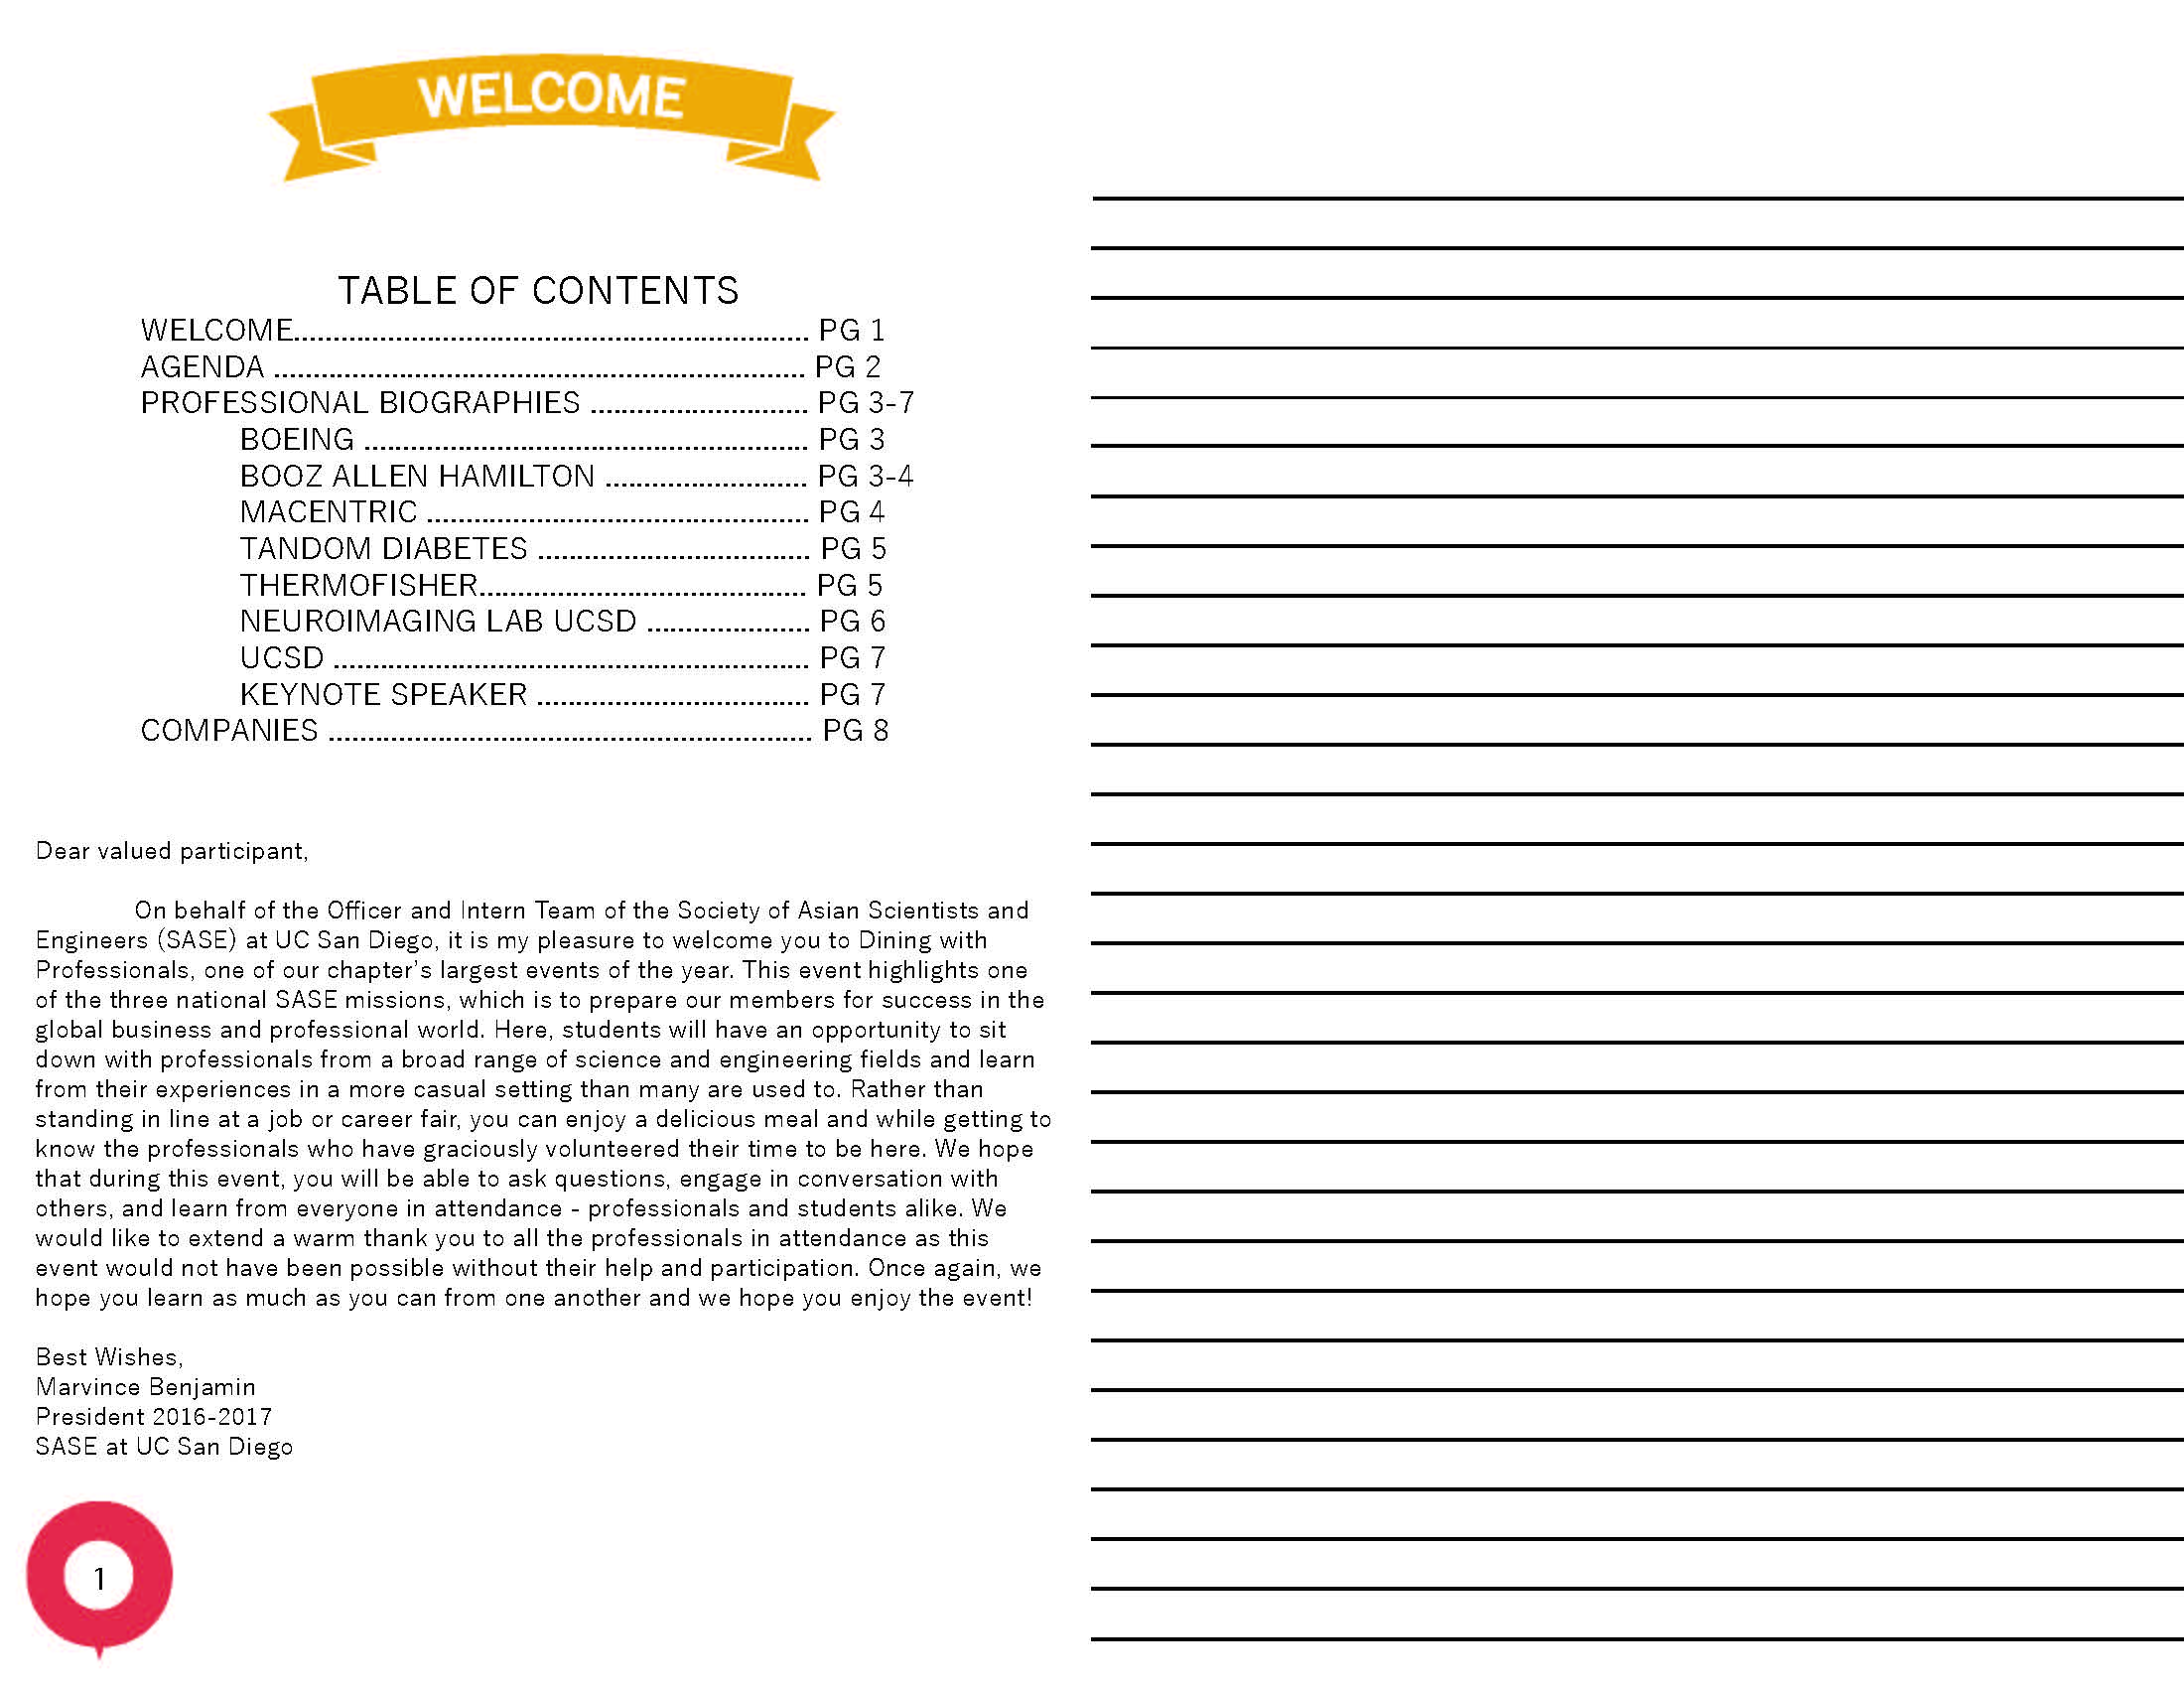 WELCOME
TABLE OF CONTENTS
WELCOME.................................................................. PG 1
AGENDA .................................................................... PG 2
PROFESSIONAL BIOGRAPHIES ............................ PG 3-7
BOEING ......................................................... PG 3
BOOZ ALLEN HAMILTON .......................... PG 3-4
MACENTRIC ................................................. PG 4
TANDOM DIABETES ................................... PG 5
THERMOFISHER.......................................... PG 5
NEUROIMAGING LAB UCSD ..................... PG 6
UCSD ............................................................. PG 7
KEYNOTE SPEAKER ................................... PG 7
COMPANIES .............................................................. PG 8
Dear valued participant,
On behalf of the Officer and Intern Team of the Society of Asian Scientists and
Engineers (SASE) at UC San Diego, it is my pleasure to welcome you to Dining with
Professionals, one of our chapter's largest events of the year. This event highlights one
of the three national SASE missions, which is to prepare our members for success in the
global business and professional world. Here, students will have an opportunity to sit
down with professionals from a broad range of science and engineering fields and learn
from their experiences in a more casual setting than many are used to. Rather than
standing in line at a job or career fair, you can enjoy a delicious meal and while getting to
know the professionals who have graciously volunteered their time to be here. We hope
that during this event, you will be able to ask questions, engage in conversation with
others, and learn from everyone in attendance - professionals and students alike. We
would like to extend a warm thank you to all the professionals in attendance as this
event would not have been possible without their help and participation. Once again, we
hope you learn as much as you can from one another and we hope you enjoy the event!
Best Wishes,
Marvince Benjamin
President 2016-2017
SASE at UC San Diego
1